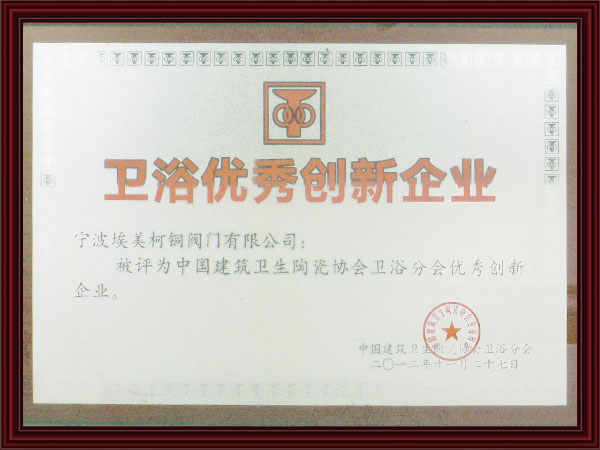 卫浴优秀创新企业
宁波埃美柯铜阀门有限公司：
被评为中国建筑卫生陶瓷协会卫浴分会优秀创新
企业。
中国建筑卫生陶瓷协会卫浴分会
二〇一二年十一月二十七日